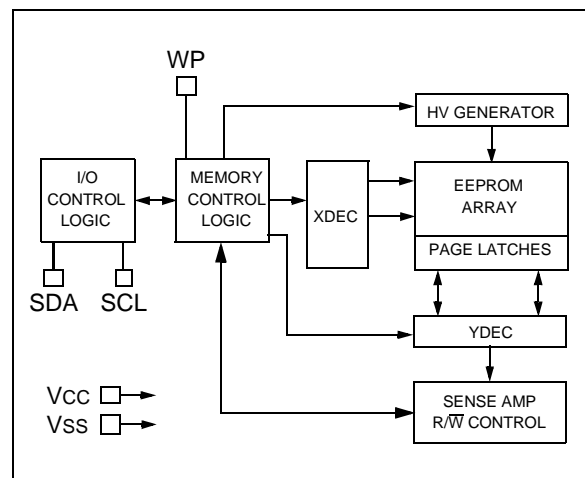 WP
HV GENERATOR
I/O
CONTROL
LOGIC
MEMORY
CONTROL
LOGIC
XDEC
EEPROM
ARRAY
PAGE LATCHES
SDA
SCL
YDEC
VCC
VSS
SENSE AMP
R/W̅ CONTROL